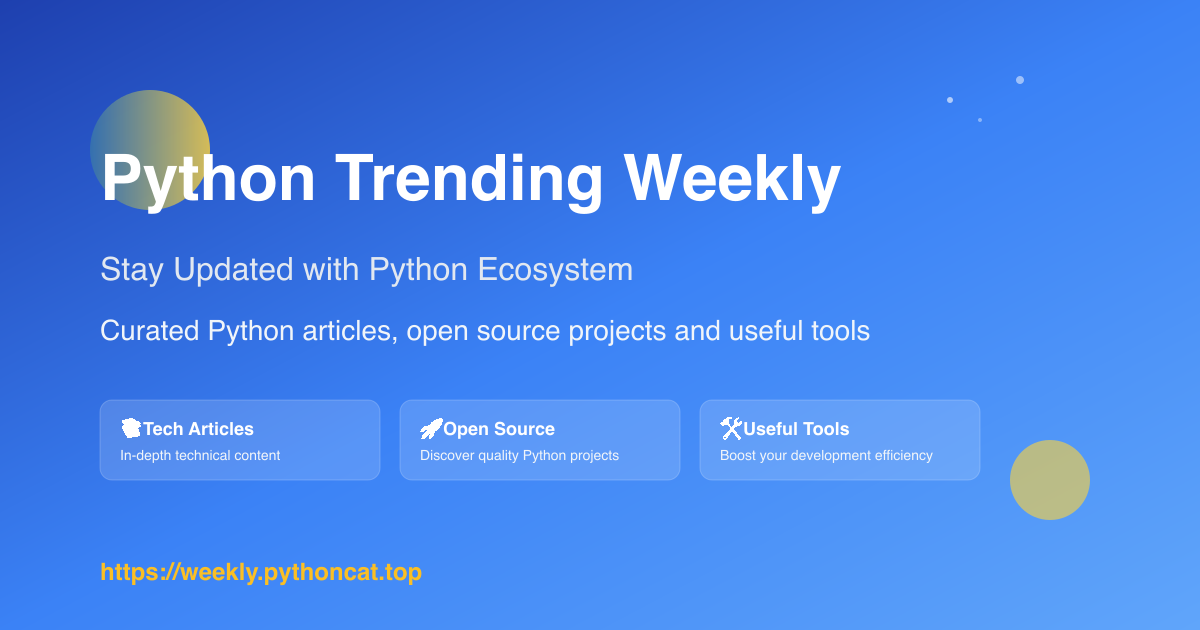 Python Trending Weekly
Stay Updated with Python Ecosystem
Curated Python articles, open source projects and useful tools
Tech Articles
In-depth technical content
Open Source
Discover quality Python projects
Useful Tools
Boost your development efficiency
https://weekly.pythoncat.top